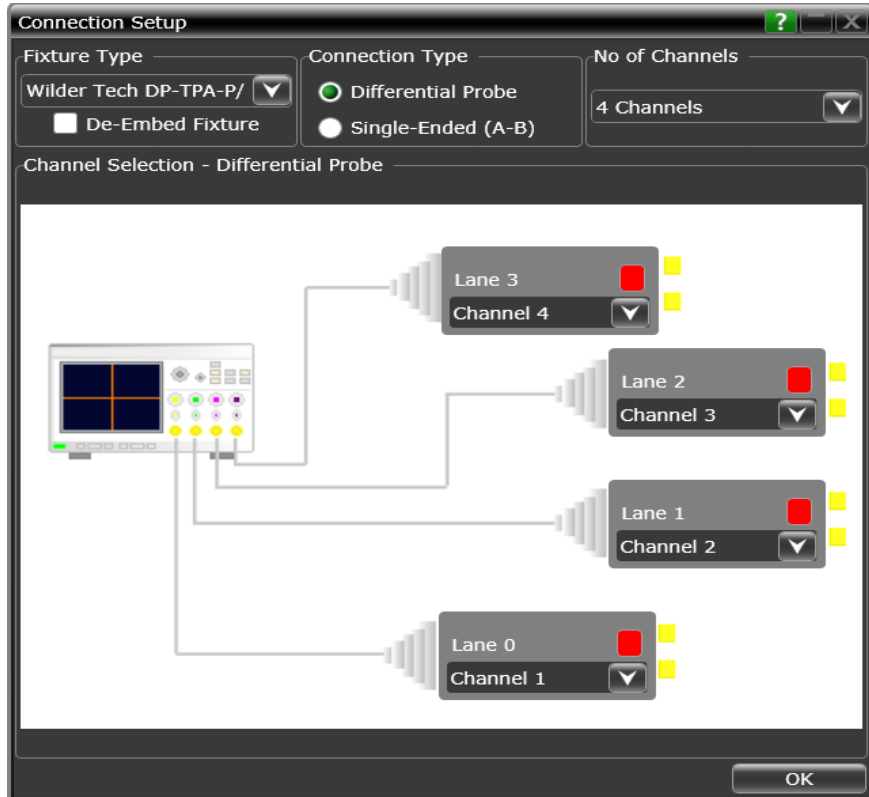 Connection Setup
?
X
Fixture Type
Wilder Tech DP-TPA-P/
De-Embed Fixture
Connection Type
Differential Probe
Single-Ended (A-B)
No of Channels
4 Channels
Channel Selection - Differential Probe
Lane 3
Channel 4
Lane 2
Channel 3
Lane 1
Channel 2
Lane 0
Channel 1
OK